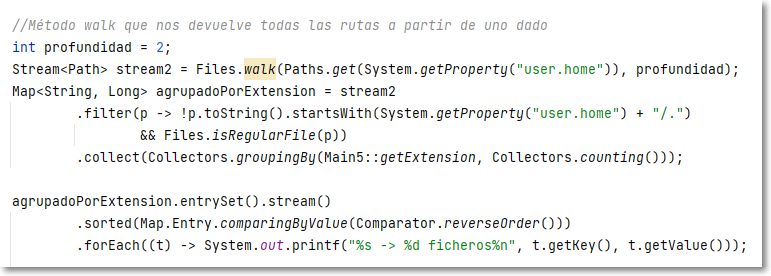 //Método walk que nos devuelve todas las rutas a partir de uno dado
int profundidad = 2;
Stream<Path> stream2 = Files.walk(Paths.get(System.getProperty("user.home")), profundidad);
Map<String, Long> agrupadoPorExtension = stream2
        .filter(p -> !p.toString().startsWith(System.getProperty("user.home") + "/.")
                && Files.isRegularFile(p))
        .collect(Collectors.groupingBy(Main5::getExtension, Collectors.counting()));

agrupadoPorExtension.entrySet().stream()
        .sorted(Map.Entry.comparingByValue(Comparator.reverseOrder()))
        .forEach((t) -> System.out.printf("%s -> %d ficheros%n", t.getKey(), t.getValue()));